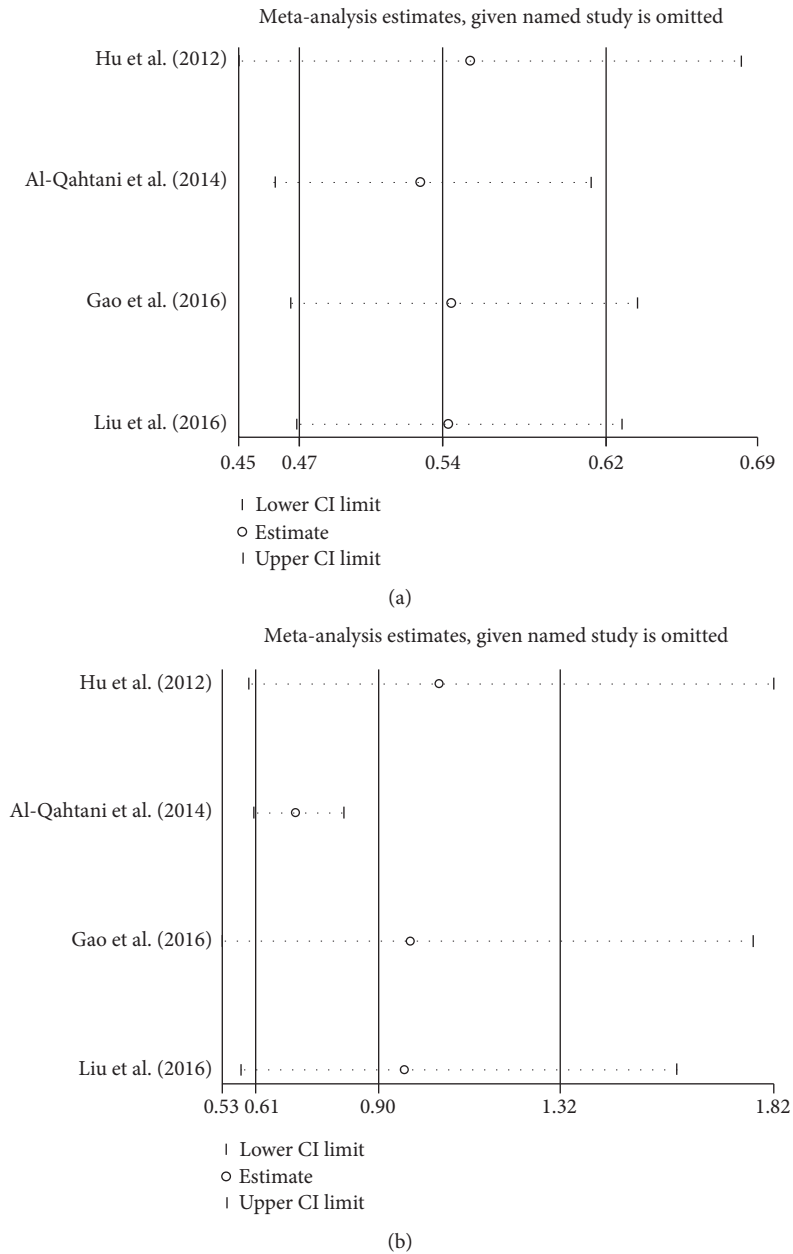 Meta-analysis estimates, given named study is omitted
Hu et al. (2012)
Al-Qahtani et al. (2014)
Gao et al. (2016)
Liu et al. (2016)
0.45 0.47 0.54 0.62 0.69
Lower CI limit
Estimate
Upper CI limit
(a)
Meta-analysis estimates, given named study is omitted
Hu et al. (2012)
Al-Qahtani et al. (2014)
Gao et al. (2016)
Liu et al. (2016)
0.53 0.61 0.90 1.32 1.82
Lower CI limit
Estimate
Upper CI limit
(b)